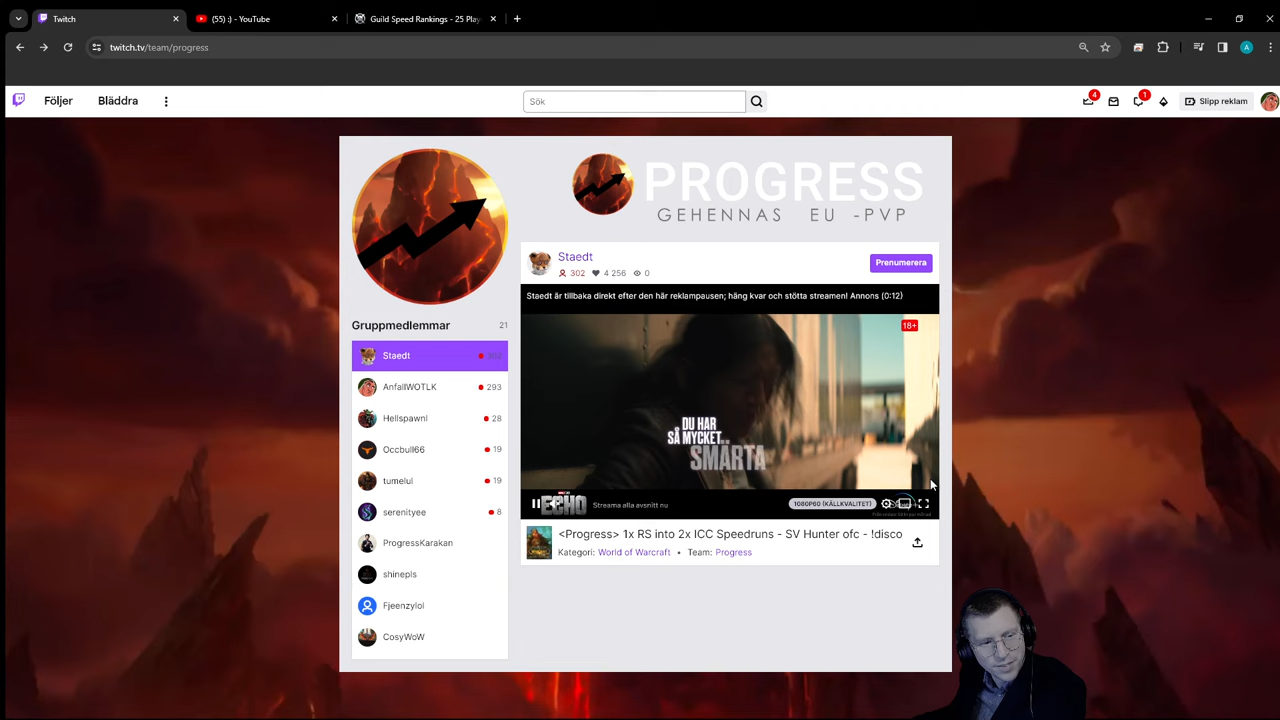 Twitch
(55) :) - YouTube
Guild Speed Rankings - 25 Play
twitch.tv/team/progress
Följer
Bläddra
Sök
4
1
Slipp reklam
PROGRESS
GEHENNAS EU -PVP
Staedt
302
4 256
0
Prenumerera
Staedt är tillbaka direkt efter den här reklampausen; häng kvar och stötta streamen! Annons (0:12)
18+
DU HAR
SÅ MYCKET
SMÄRTA
ECHO
Streama alla avsnitt nu
1080P60 (KÄLLKVALITET)
<Progress> 1x RS into 2x ICC Speedruns - SV Hunter ofc - !disco
Kategori: World of Warcraft • Team: Progress
Gruppmedlemmar
21
Staedt
302
AnfallWOTLK
293
Hellspawnl
28
Occbull66
19
tumelul
19
serenityee
8
ProgressKarakan
shinepls
Fjeenzylol
CosyWoW